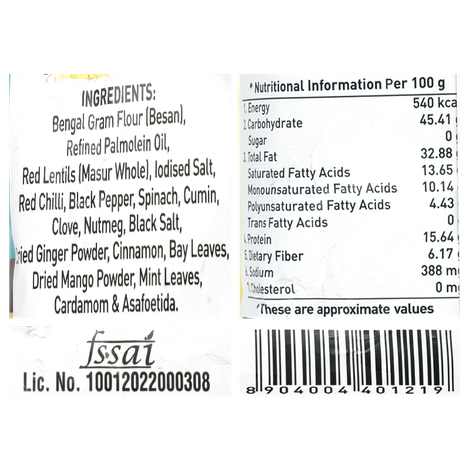 INGREDIENTS:
Bengal Gram Flour (Besan),
Refined Palmolein Oil,
Red Lentils (Masur Whole), Iodised Salt,
Red Chilli, Black Pepper, Spinach, Cumin,
Clove, Nutmeg, Black Salt,
Dried Ginger Powder, Cinnamon, Bay Leaves,
Dried Mango Powder, Mint Leaves,
Cardamom & Asafoetida.
fssai
Lic. No. 10012022000308
* Nutritional Information Per 100 g
1. Energy 540 kca
2. Carbohydrate 45.41 g
Sugar 0
3. Total Fat 32.88
Saturated Fatty Acids 13.65
Monounsaturated Fatty Acids 10.14
Polyunsaturated Fatty Acids 4.43
Trans Fatty Acids 0
4. Protein 15.64
5. Dietary Fiber 6.17
6. Sodium 388 m
7. Cholesterol 0 m
*These are approximate values
8 904004 401219